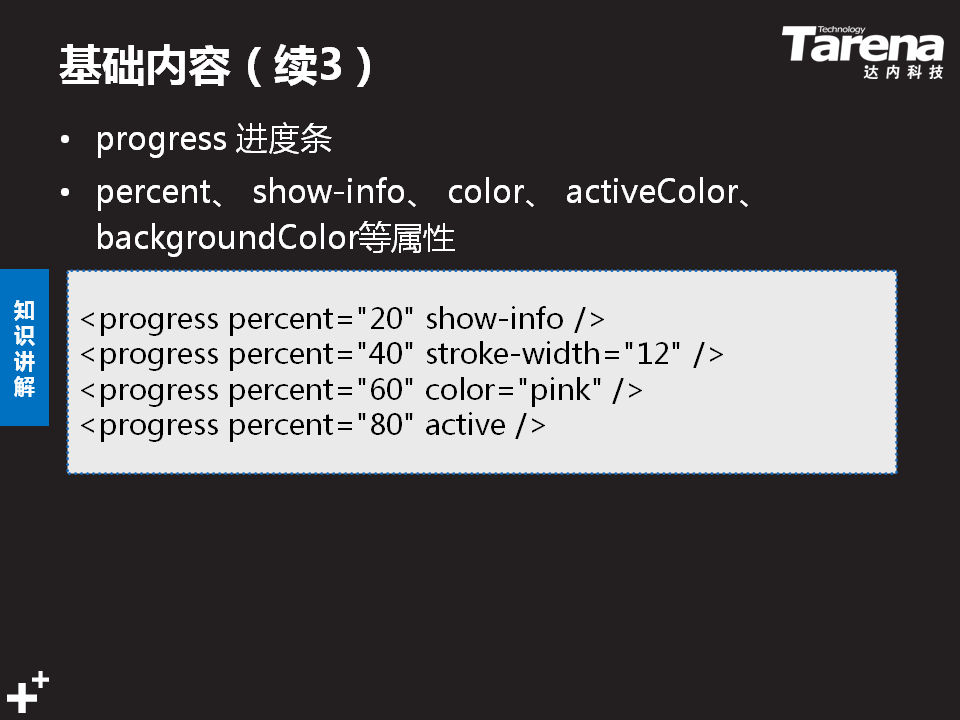 基础内容（续3）
Technology
Tarena
达内科技
• progress 进度条
• percent、 show-info、 color、 activeColor、
backgroundColor等属性
知识讲解
<progress percent="20" show-info />
<progress percent="40" stroke-width="12" />
<progress percent="60" color="pink" />
<progress percent="80" active />